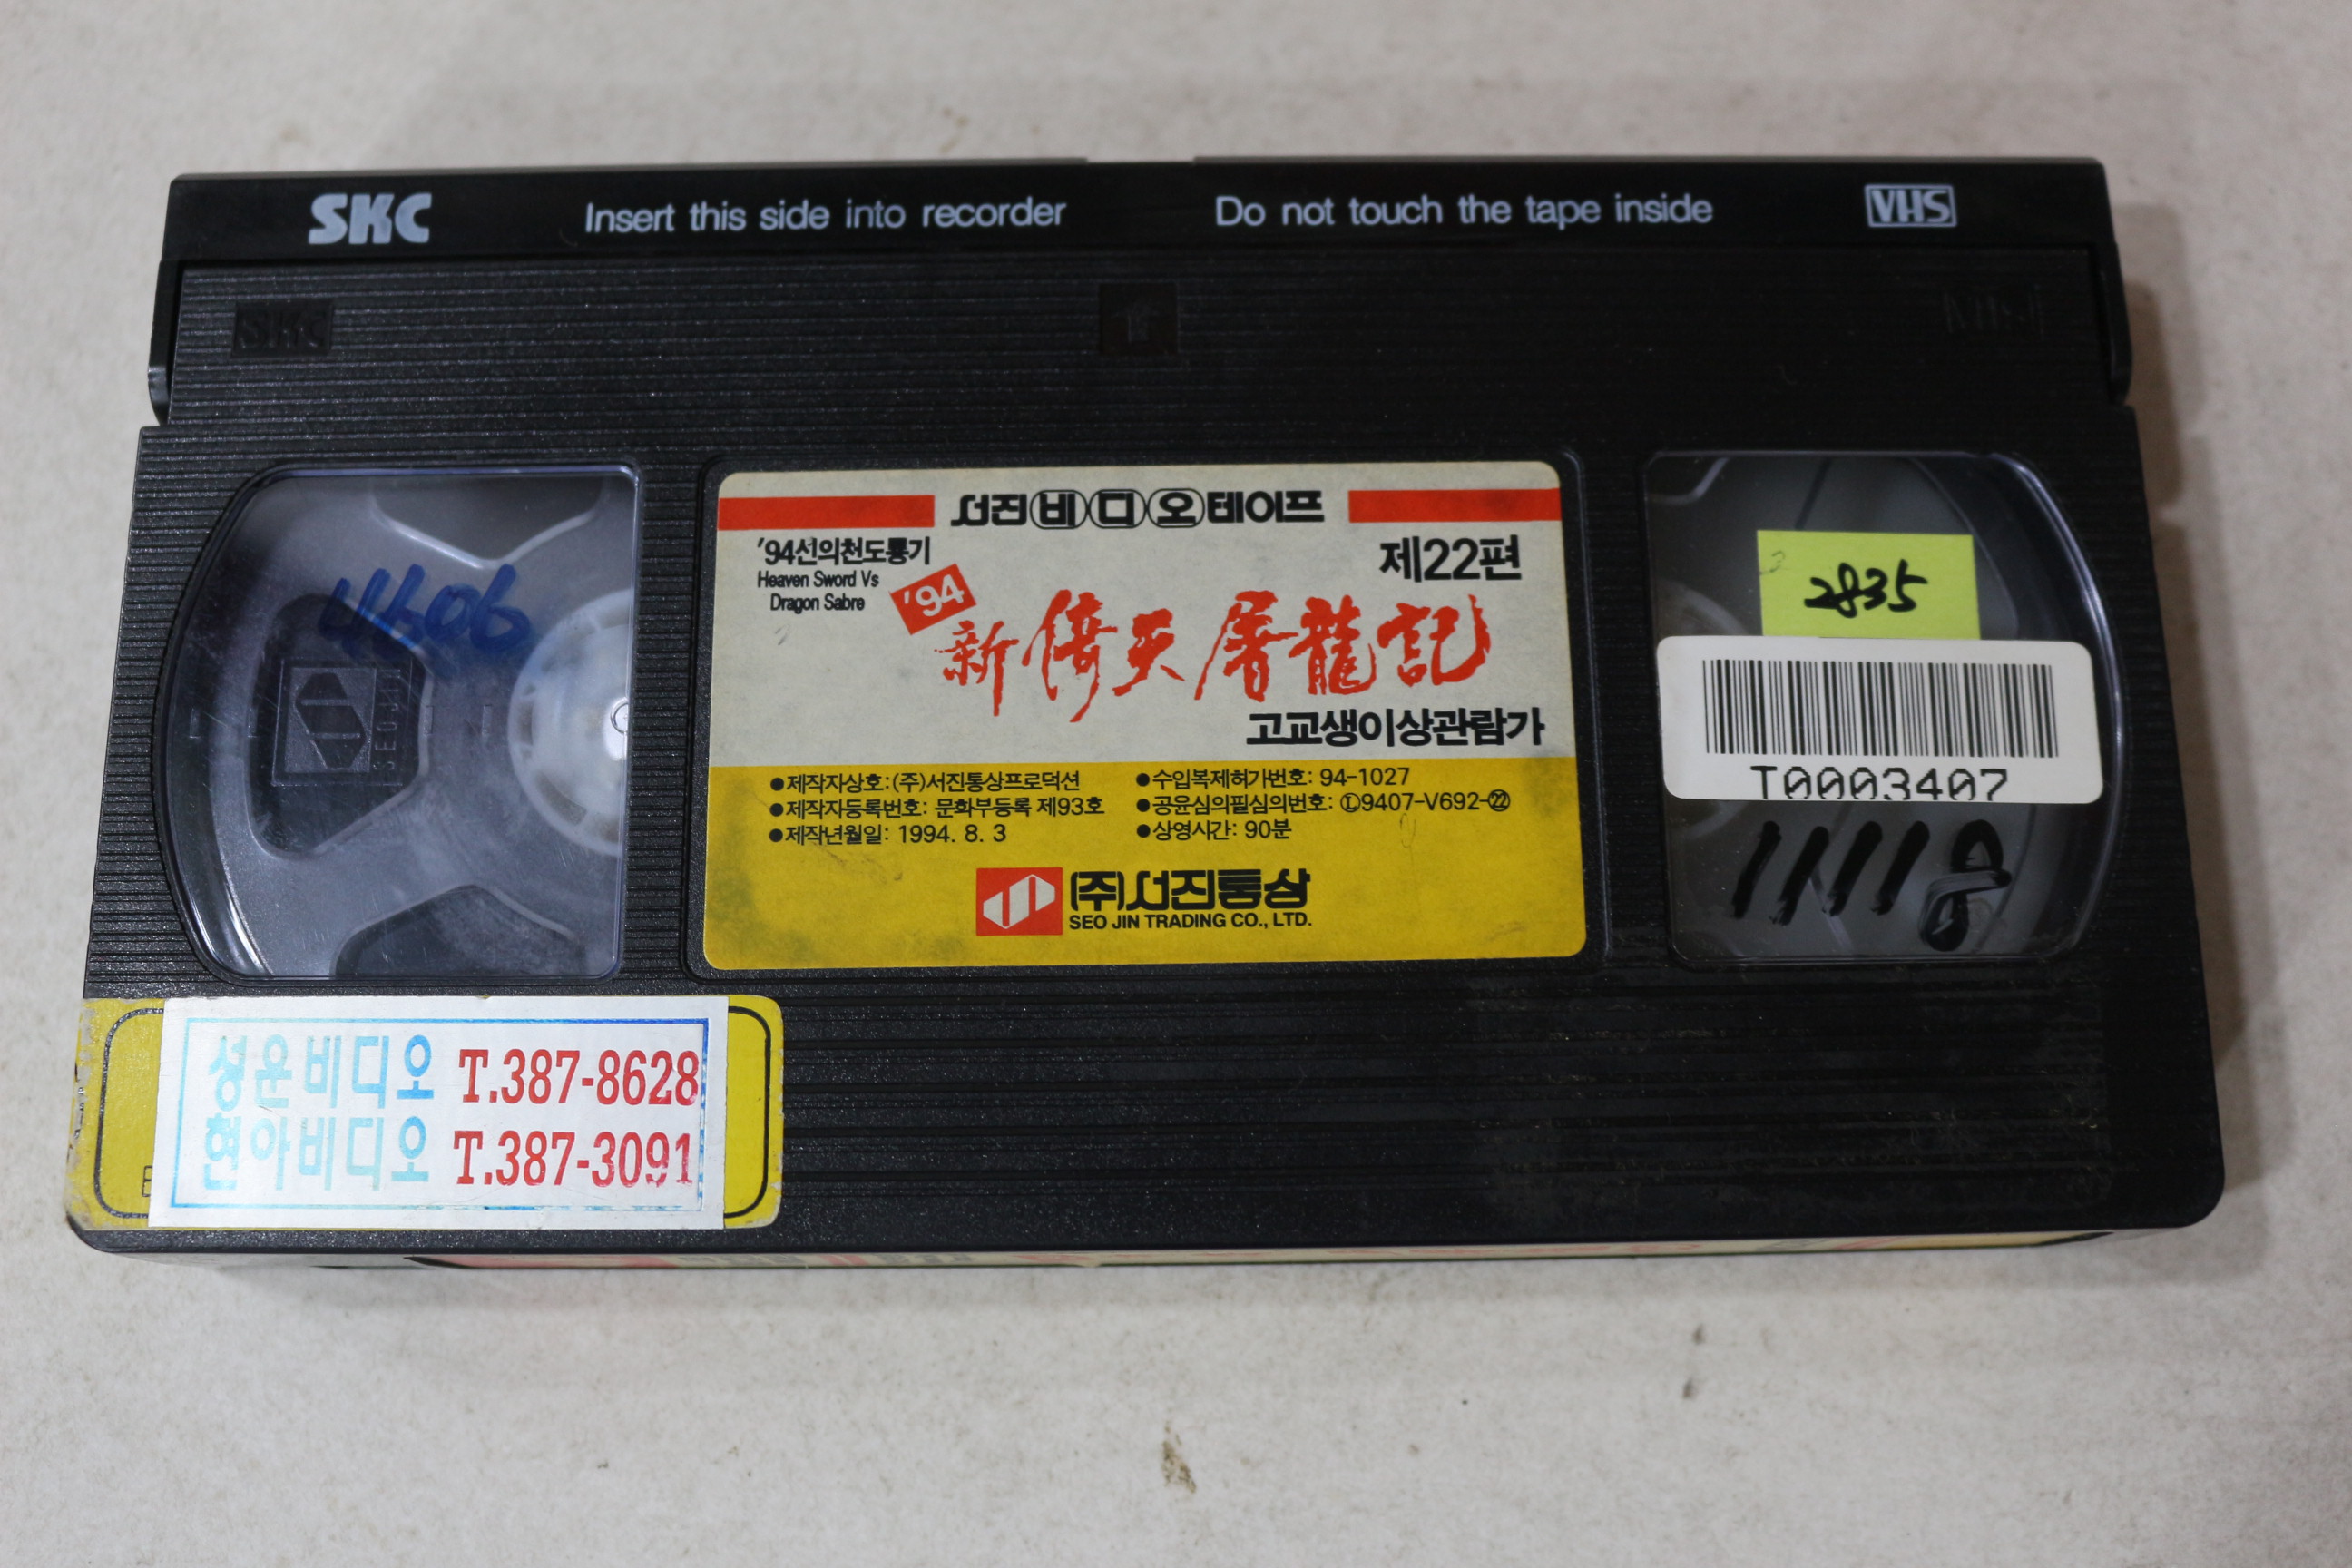 SKC Insert this side into recorder Do not touch the tape inside VHS
SKC
서진비디오테이프
'94신의천도룡기
제22편
Heaven Sword Vs
Dragon Sabre
'94
新倚天屠龍記
고교생이상관람가
●제작자상호:(주)서진통상프로덕션
●제작자등록번호: 문화부등록 제93호
●제작년월일: 1994. 8. 3
●수입복제허가번호: 94-1027
●공윤심의필심의번호: Ⓛ9407-V692-㉒
●상영시간: 90분
(주)서진통상
SEO JIN TRADING CO., LTD.
SEO JIN
2835
T0003407
11118
성운비디오 T.387-8628
현아비디오 T.387-3091